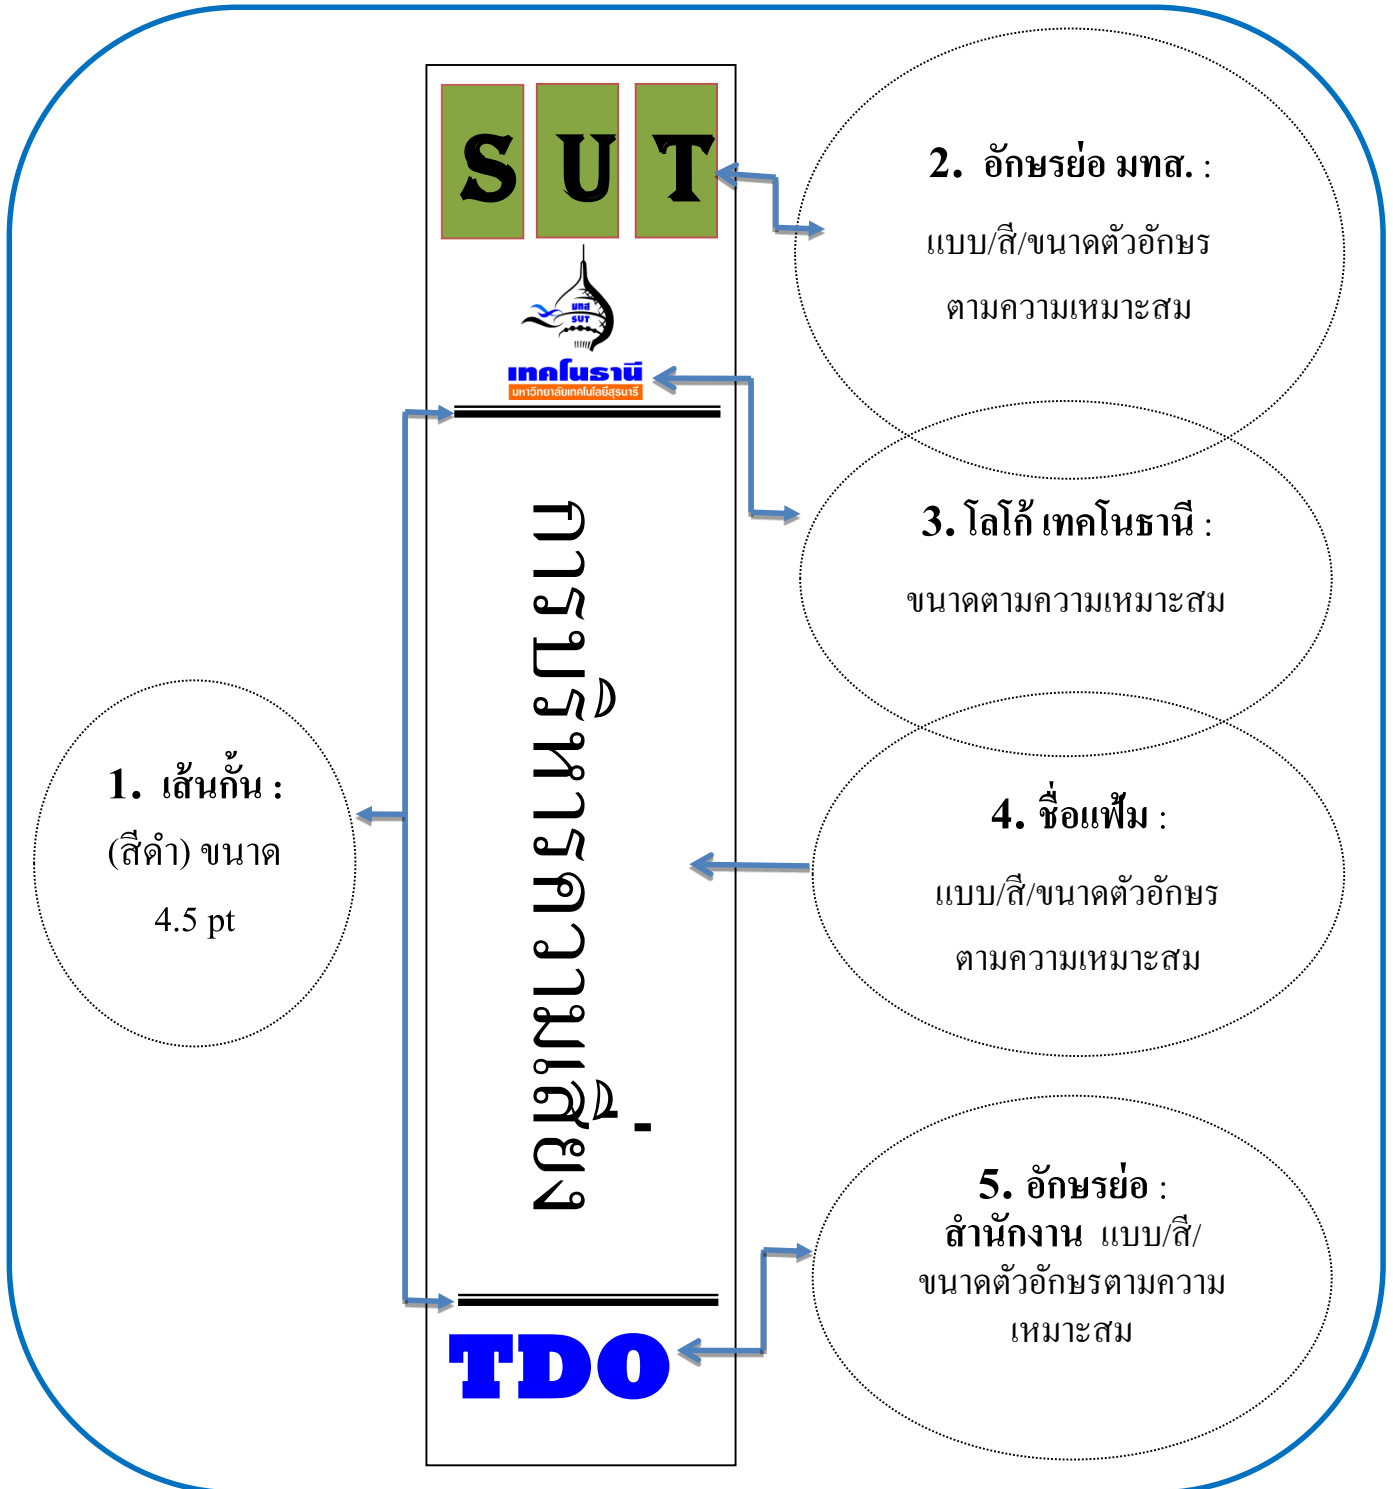 S U T
มทส
SUT
เทคโนธานี
มหาวิทยาลัยเทคโนโลยีสุรนารี
การบริหารความเสี่ยง
TDO
1. เส้นกั้น :
(สีดำ) ขนาด
4.5 pt
2. อักษรย่อ มทส. :
แบบ/สี/ขนาดตัวอักษร
ตามความเหมาะสม
3. โลโก้ เทคโนธานี :
ขนาดตามความเหมาะสม
4. ชื่อแฟ้ม :
แบบ/สี/ขนาดตัวอักษร
ตามความเหมาะสม
5. อักษรย่อ :
สำนักงาน แบบ/สี/
ขนาดตัวอักษรตามความ
เหมาะสม